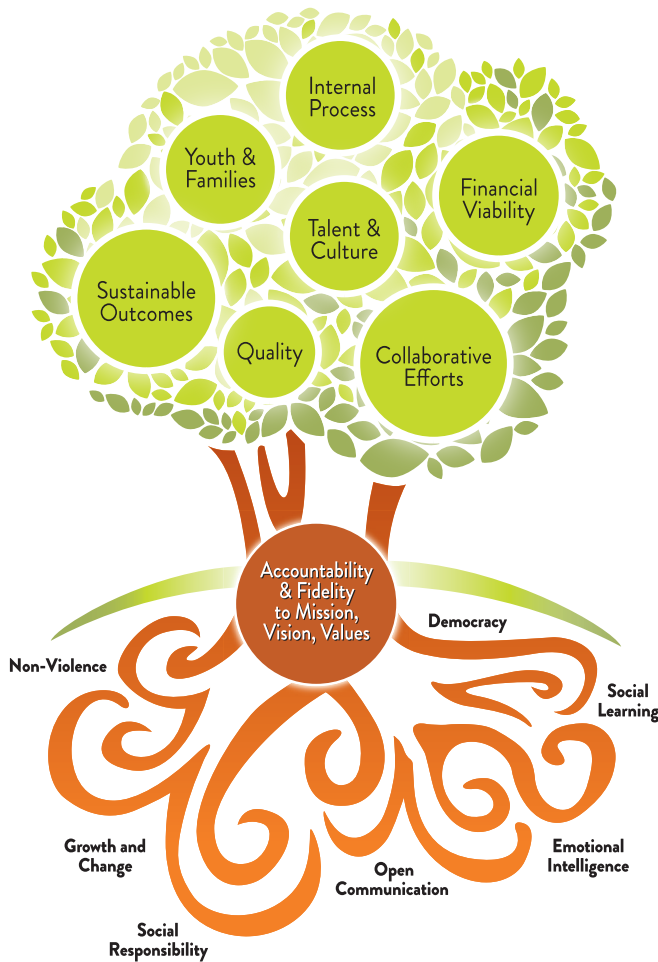 Internal
Process
Youth &
Families
Financial
Viability
Talent &
Culture
Sustainable
Outcomes
Quality
Collaborative
Efforts
Accountability
& Fidelity
to Mission,
Vision, Values
Democracy
Non-Violence
Social
Learning
Growth and
Change
Emotional
Intelligence
Open
Communication
Social
Responsibility